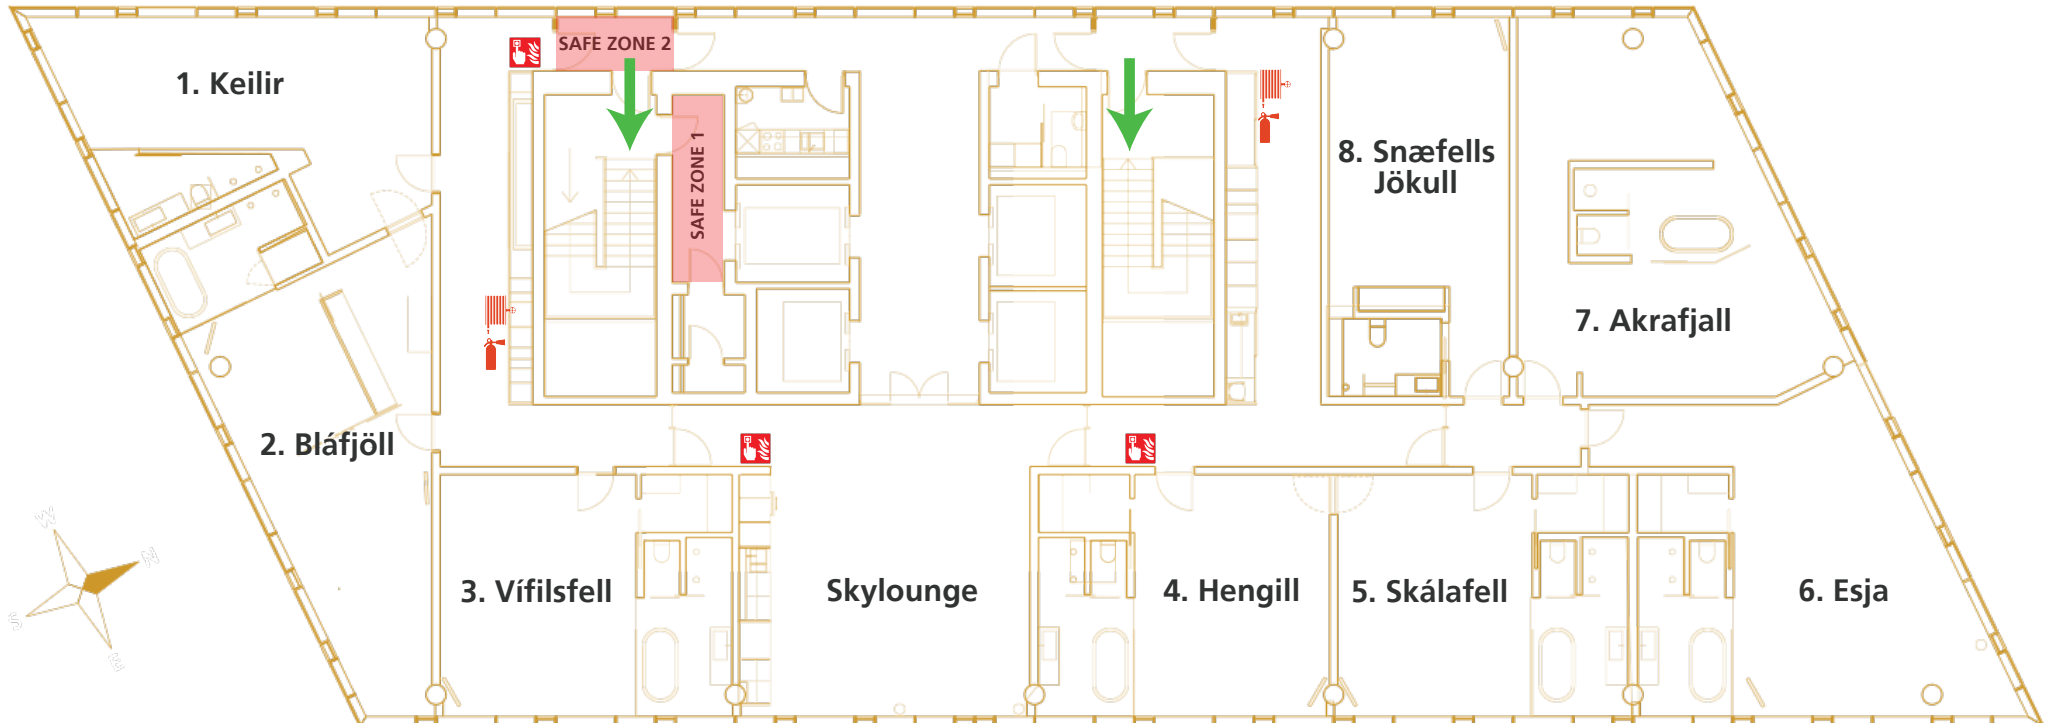 SAFE ZONE 2
1. Keilir
SAFE ZONE 1
8. Snæfells
Jökull
7. Akrafjall
2. Bláfjöll
3. Vífilsfell
Skylounge
4. Hengill
5. Skálafell
6. Esja
W
N
S
E